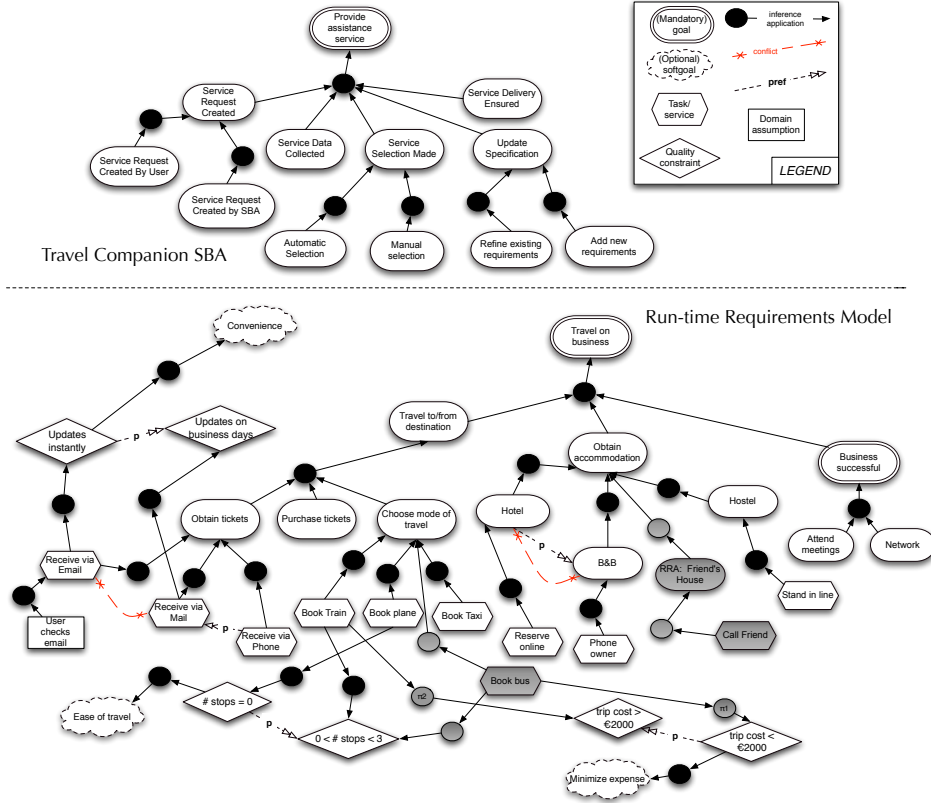 Provide
assistance
service
(Mandatory)
goal
inference
application
(Optional)
softgoal
conflict
pref
Task/
service
Domain
assumption
Quality
constraint
LEGEND
Service
Request
Created
Service Delivery
Ensured
Service Data
Collected
Service
Selection Made
Update
Specification
Service Request
Created By User
Service Request
Created by SBA
Automatic
Selection
Manual
selection
Refine existing
requirements
Add new
requirements
Travel Companion SBA
Run-time Requirements Model
Convenience
Travel on
business
Updates
instantly
p
Updates on
business days
Travel to/from
destination
Obtain
accommodation
Business
successful
Obtain tickets
Purchase tickets
Choose mode of
travel
Hotel
Hostel
Attend
meetings
Network
Receive via
Email
p
B&B
RRA: Friend's
House
Stand in line
User
checks
email
Receive via
Mail
p
Receive via
Phone
Book Train
Book plane
Book Taxi
Reserve
online
Phone
owner
Call Friend
Book bus
Ease of travel
# stops = 0
p
0 < # stops < 3
π2
trip cost >
€2000
p
π1
trip cost <
€2000
Minimize expense